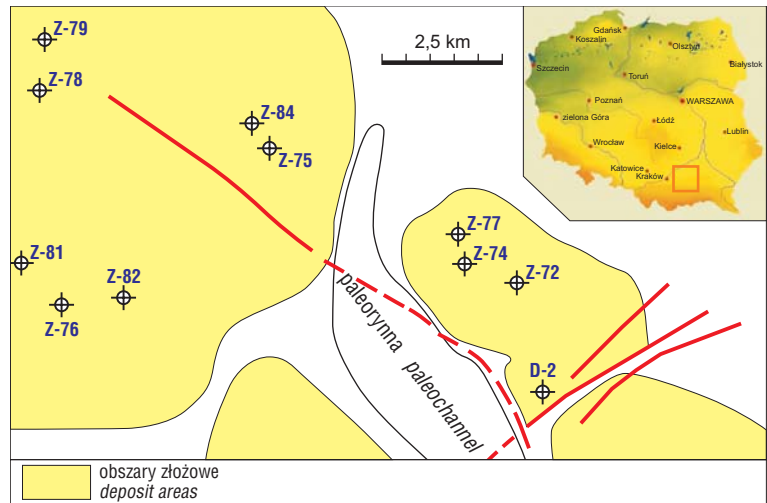 Z-79
2,5 km
Z-78
Z-84
Z-75
Z-77
Z-74
Z-72
Z-81
Z-82
Z-76
D-2
paleorynna
paleochannel
Gdańsk
Koszalin
Olsztyn
Szczecin
Białystok
Toruń
Poznań
WARSZAWA
zielona Góra
Łódź
Lublin
Wrocław
Kielce
Katowice
Kraków
obszary złożowe
deposit areas